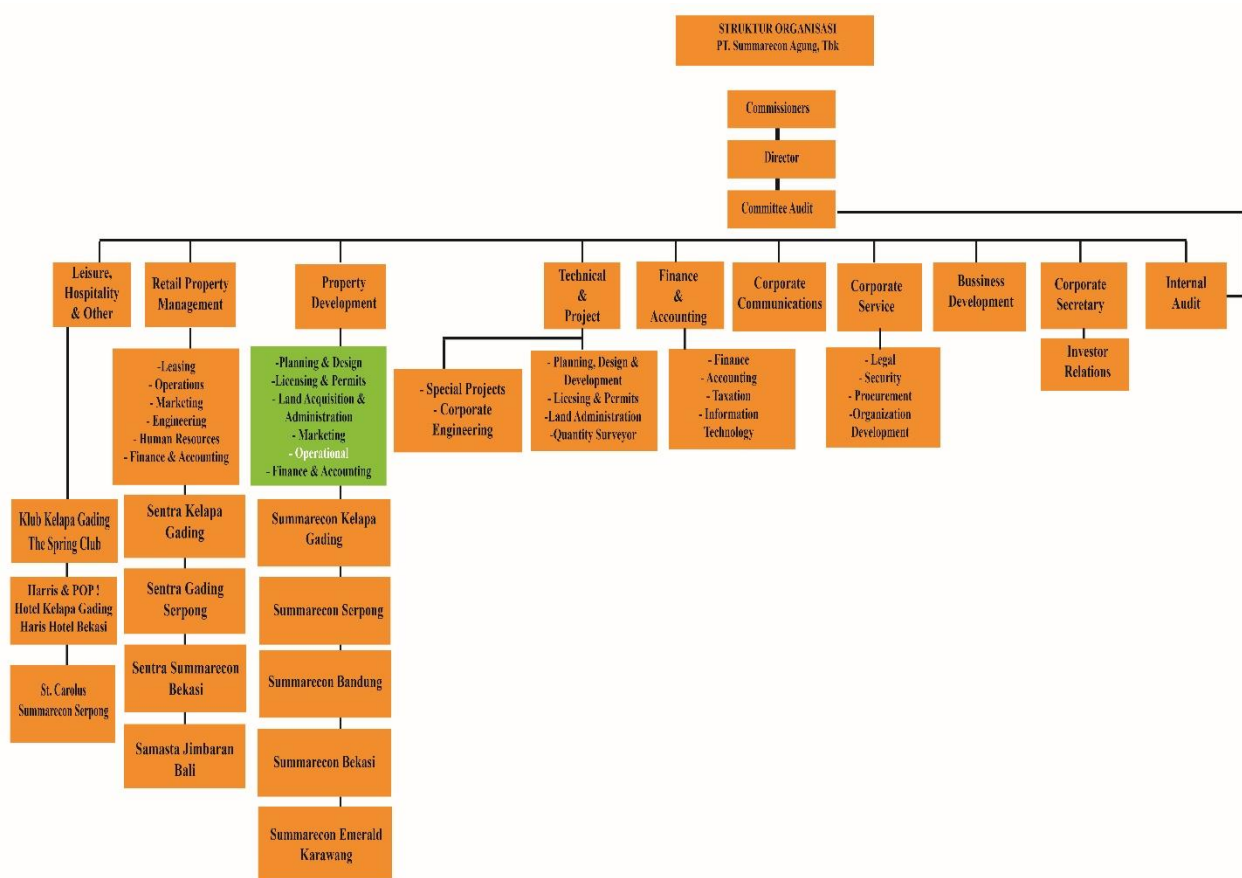 STRUKTUR ORGANISASI
PT. Summarecon Agung, Tbk
Commissioners
Director
Committee Audit
Leisure,
Hospitality
& Other
Retail Property
Management
Property
Development
Technical
&
Project
Finance
&
Accounting
Corporate
Communications
Corporate
Service
Bussiness
Development
Corporate
Secretary
Internal
Audit
-Leasing
- Operations
- Marketing
- Engineering
- Human Resources
- Finance & Accounting
-Planning & Design
-Licensing & Permits
- Land Acquisition &
Administration
- Marketing
- Operational
- Finance & Accounting
- Special Projects
- Corporate
Engineering
- Planning, Design &
Development
- Licesing & Permits
-Land Administration
-Quantity Surveyor
- Finance
- Accounting
- Taxation
- Information
Technology
- Legal
- Security
- Procurement
-Organization
Development
Investor
Relations
Klub Kelapa Gading
The Spring Club
Harris & POP !
Hotel Kelapa Gading
Haris Hotel Bekasi
St. Carolus
Summarecon Serpong
Sentra Kelapa
Gading
Sentra Gading
Serpong
Sentra Summarecon
Bekasi
Samasta Jimbaran
Bali
Summarecon Kelapa
Gading
Summarecon Serpong
Summarecon Bandung
Summarecon Bekasi
Summarecon Emerald
Karawang